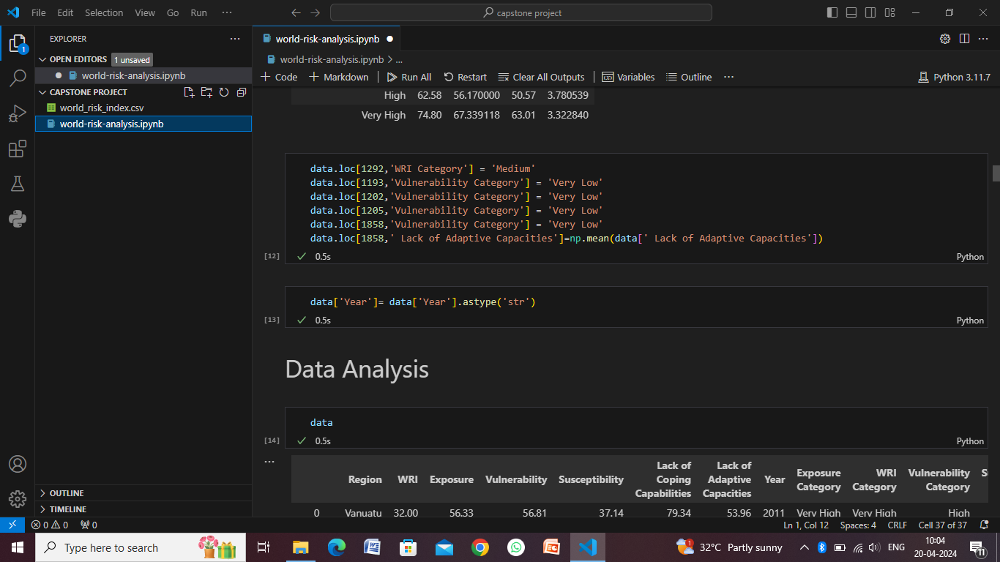 File Edit Selection View Go Run ··· capstone project
EXPLORER ···
OPEN EDITORS 1 unsaved
world-risk-analysis.ipynb
CAPSTONE PROJECT
world_risk_index.csv
world-risk-analysis.ipynb
OUTLINE
TIMELINE
world-risk-analysis.ipynb
world-risk-analysis.ipynb > ...
+ Code + Markdown Run All Restart Clear All Outputs Variables Outline ··· Python 3.11.7
High 62.58 56.170000 50.57 3.780539
Very High 74.80 67.339118 63.01 3.322840
data.loc[1292,'WRI Category'] = 'Medium'
data.loc[1193,'Vulnerability Category'] = 'Very Low'
data.loc[1202,'Vulnerability Category'] = 'Very Low'
data.loc[1205,'Vulnerability Category'] = 'Very Low'
data.loc[1858,'Vulnerability Category'] = 'Very Low'
data.loc[1858,' Lack of Adaptive Capacities']=np.mean(data[' Lack of Adaptive Capacities'])
[12] ✓ 0.5s Python
data['Year']= data['Year'].astype('str')
[13] ✓ 0.5s Python
Data Analysis
data
[14] ✓ 0.5s Python
···
Region WRI Exposure Vulnerability Susceptibility Lack of Coping Capabilities Lack of Adaptive Capacities Year Exposure Category WRI Category Vulnerability Category
0 Vanuatu 32.00 56.33 56.81 37.14 79.34 53.96 2011 Very High Very High High
0 0 0 Ln 1, Col 12 Spaces: 4 CRLF Cell 37 of 37
1
Type here to search 32°C Partly sunny ENG 10:04
20-04-2024 11